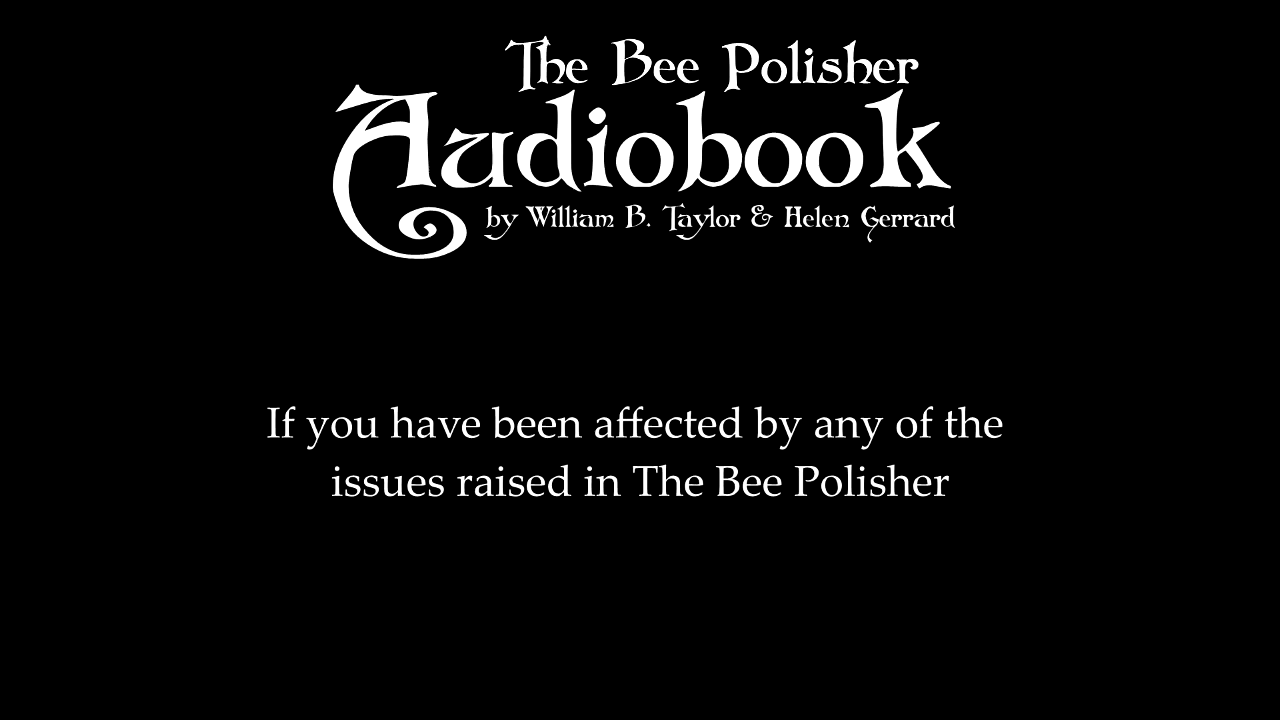 The Bee Polisher
Audiobook
by William B. Taylor & Helen Gerrard
If you have been affected by any of the
issues raised in The Bee Polisher